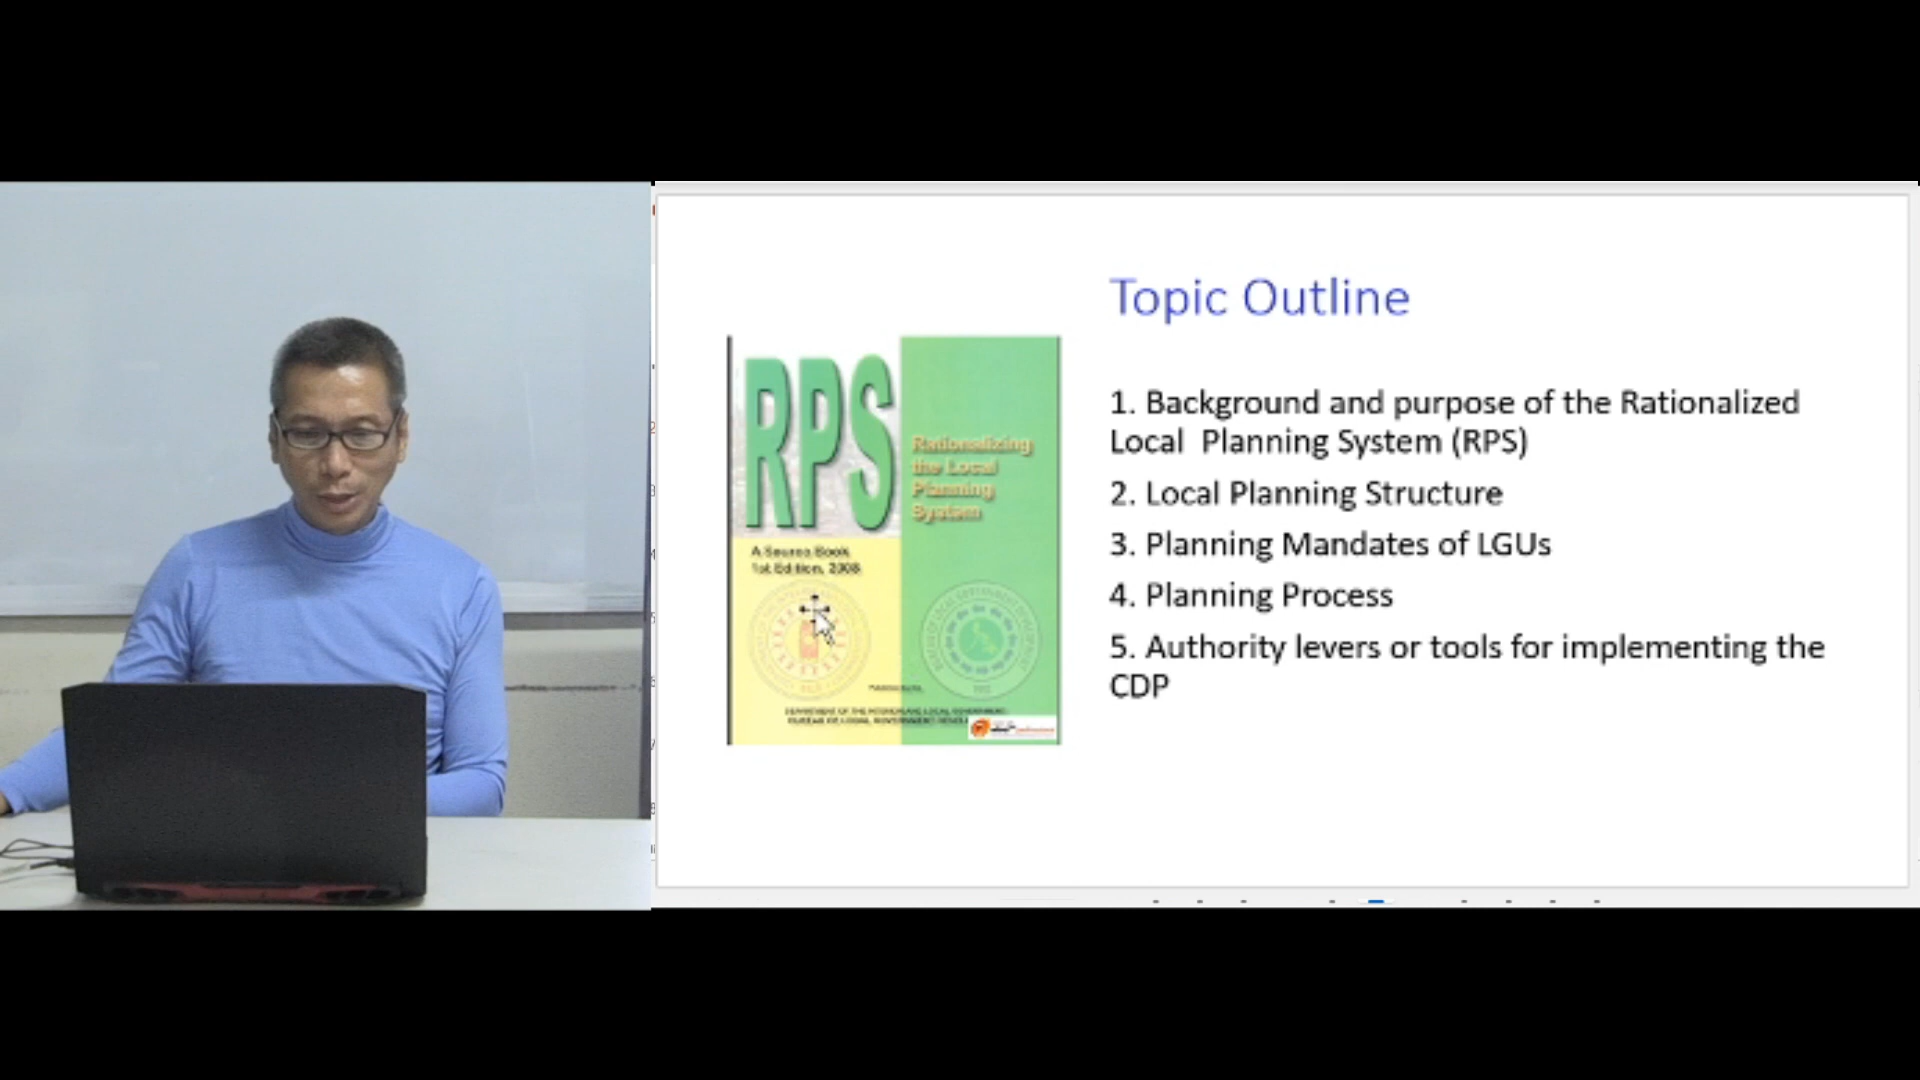 Topic Outline
RPS
Rationalizing
the Local
Planning
System
A Source Book
1st Edition, 2008
1. Background and purpose of the Rationalized
Local Planning System (RPS)
2. Local Planning Structure
3. Planning Mandates of LGUs
4. Planning Process
5. Authority levers or tools for implementing the
CDP